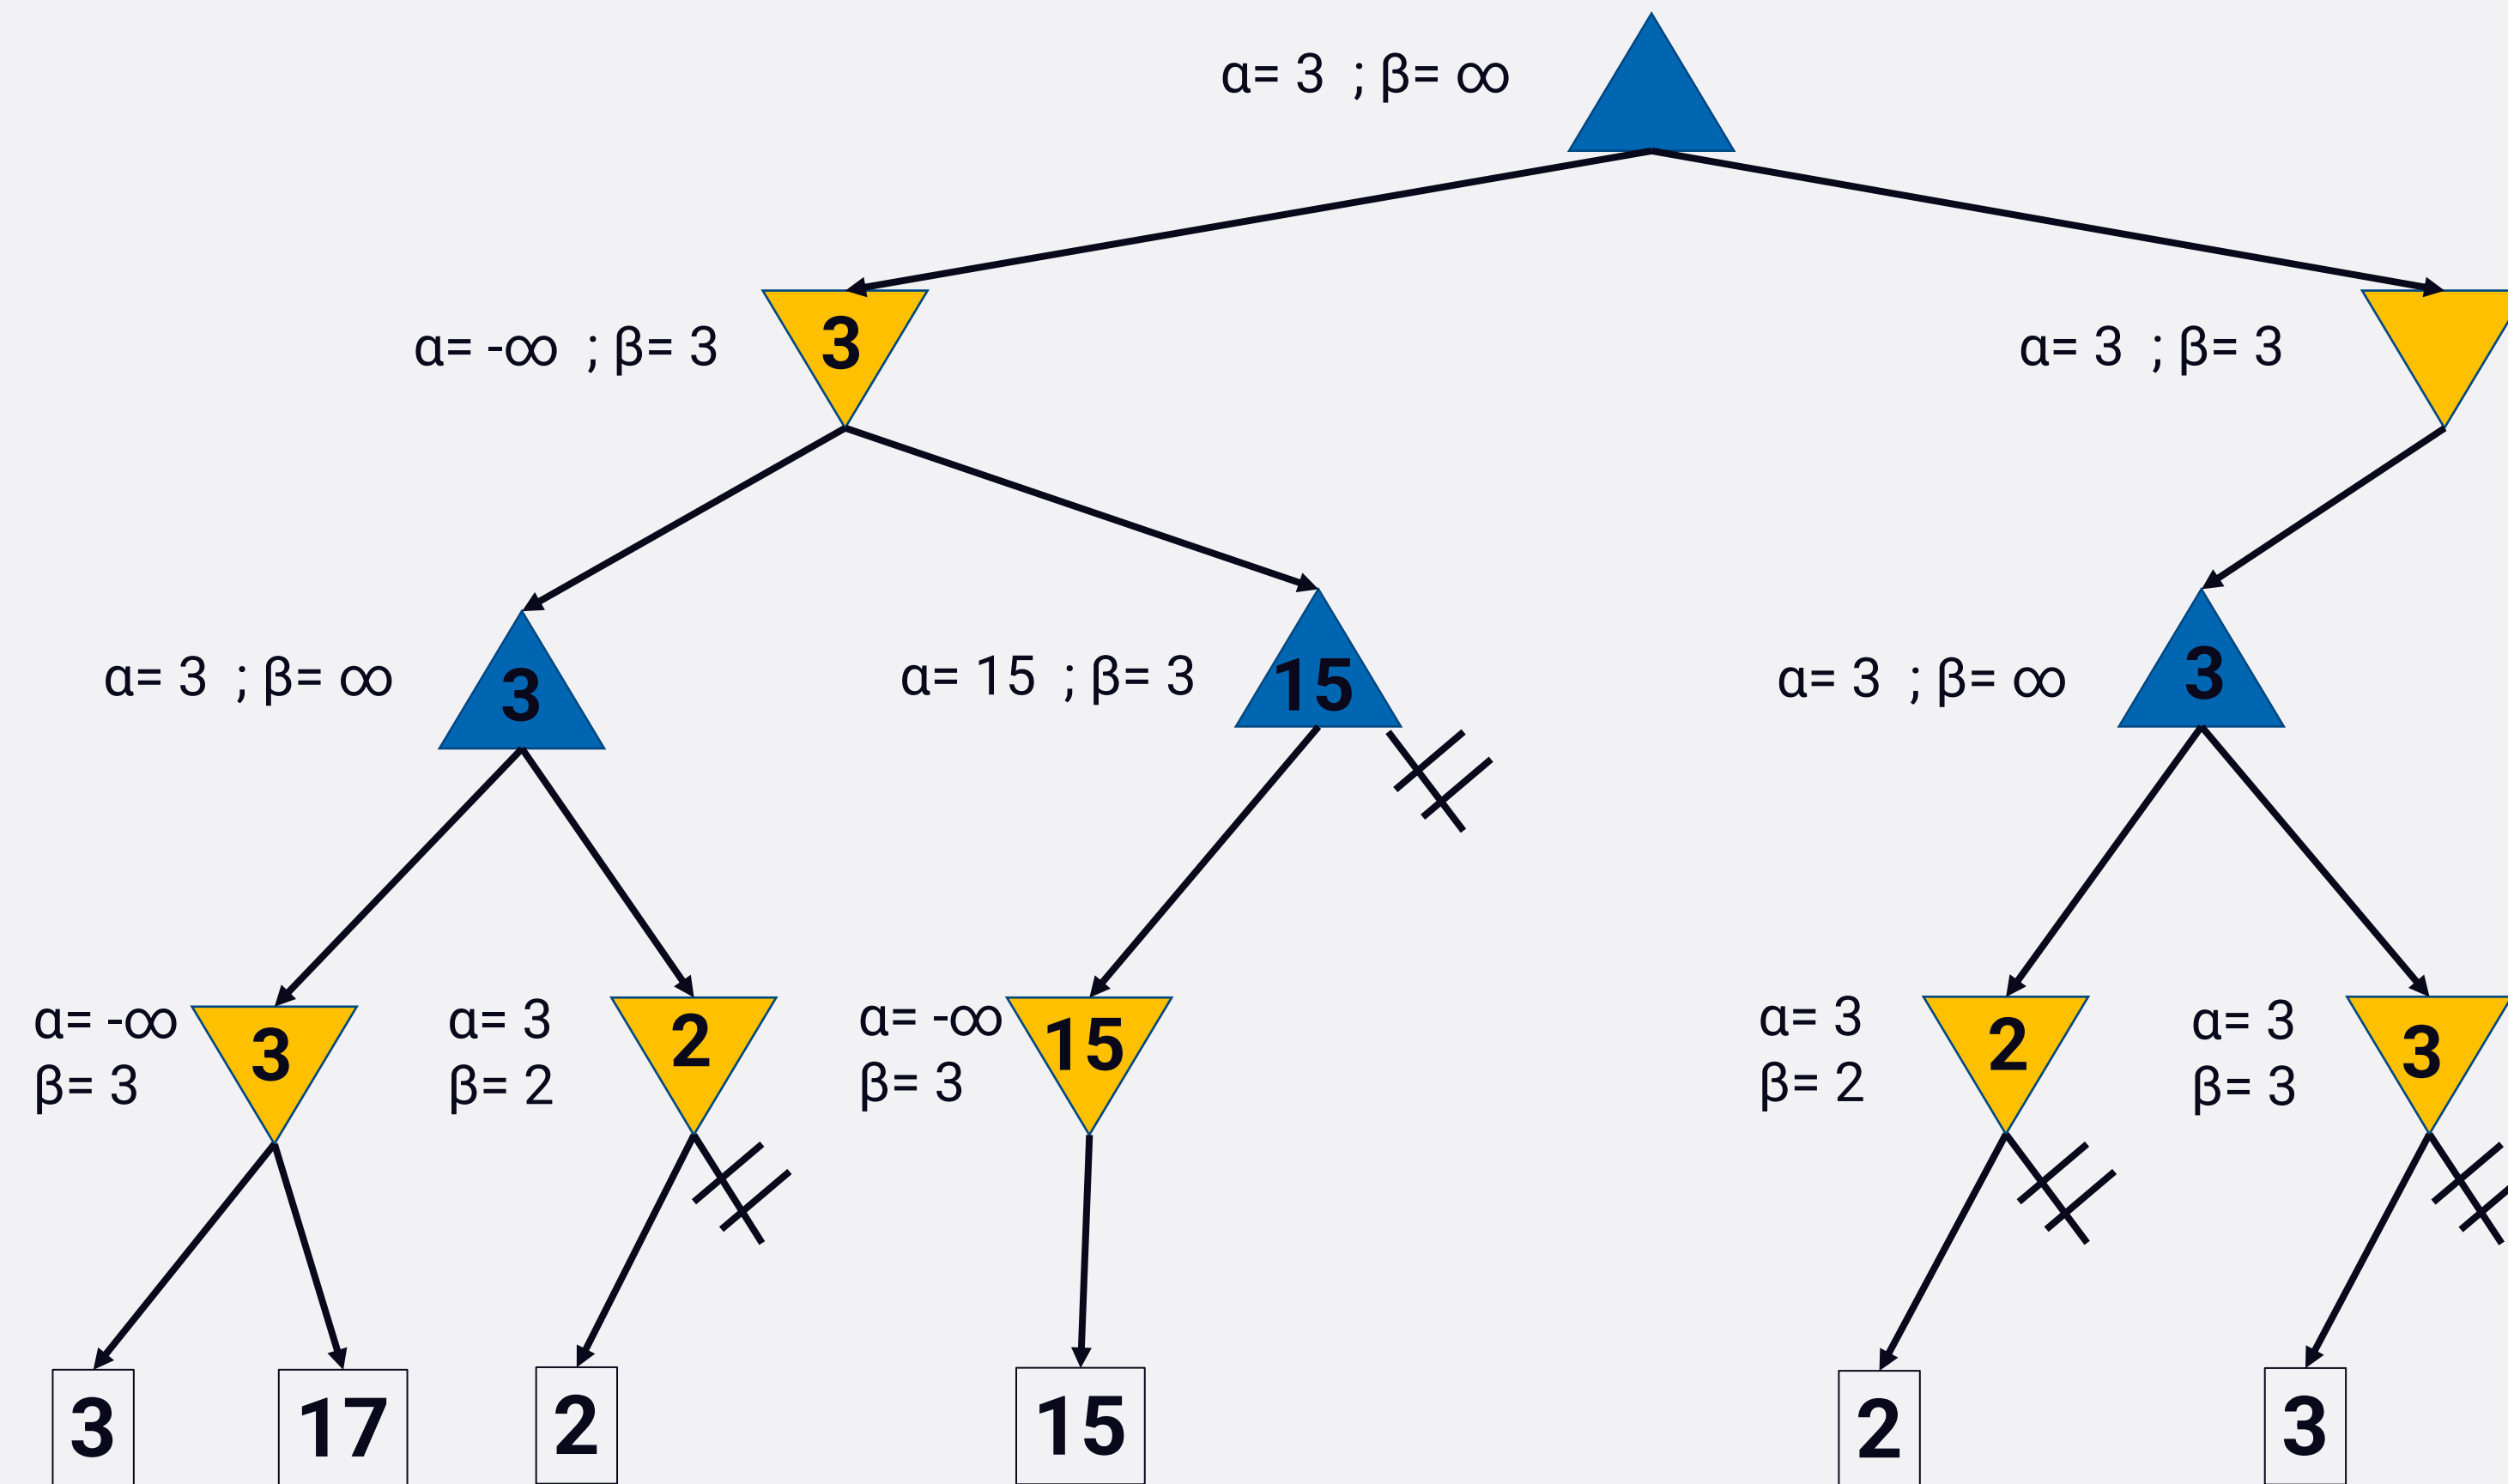 α= 3 ; β= ∞
3
α= -∞ ; β= 3
α= 3 ; β= 3
3
α= 3 ; β= ∞
15
α= 15 ; β= 3
3
α= 3 ; β= ∞
α= -∞
β= 3
3
α= 3
β= 2
2
α= -∞
β= 3
15
α= 3
β= 2
2
α= 3
β= 3
3
3
17
2
15
2
3